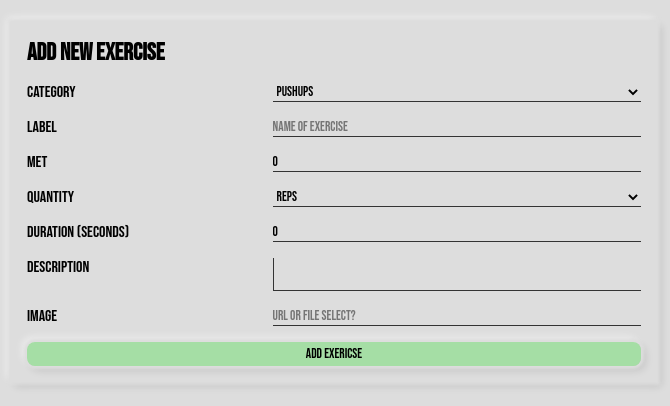 ADD NEW EXERCISE
CATEGORY PUSHUPS
LABEL NAME OF EXERCISE
MET 0
QUANTITY REPS
DURATION (SECONDS) 0
DESCRIPTION
IMAGE URL OR FILE SELECT?
ADD EXERICSE